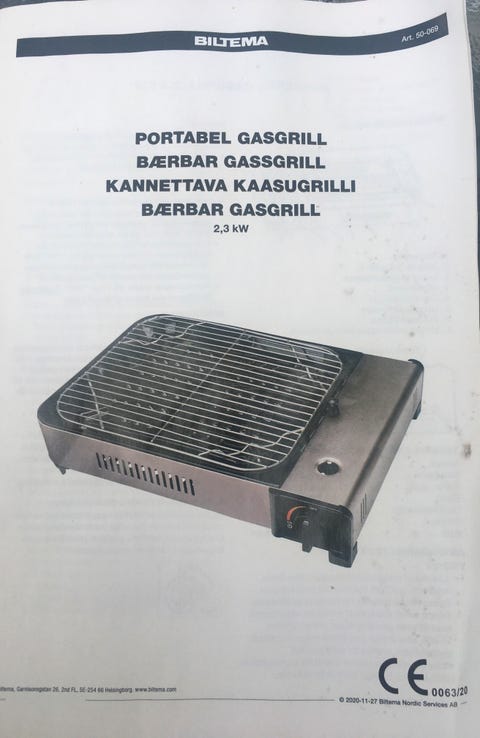 BILTEMA
Art. 50-069
PORTABEL GASGRILL
BÆRBAR GASSGRILL
KANNETTAVA KAASUGRILLI
BÆRBAR GASGRILL
2,3 kW
CE 0063/20
Garnisonsgatan 26, 2nd FL, SE-254 66 Helsingborg. www.biltema.com
© 2020-11-27 Biltema Nordic Services AB